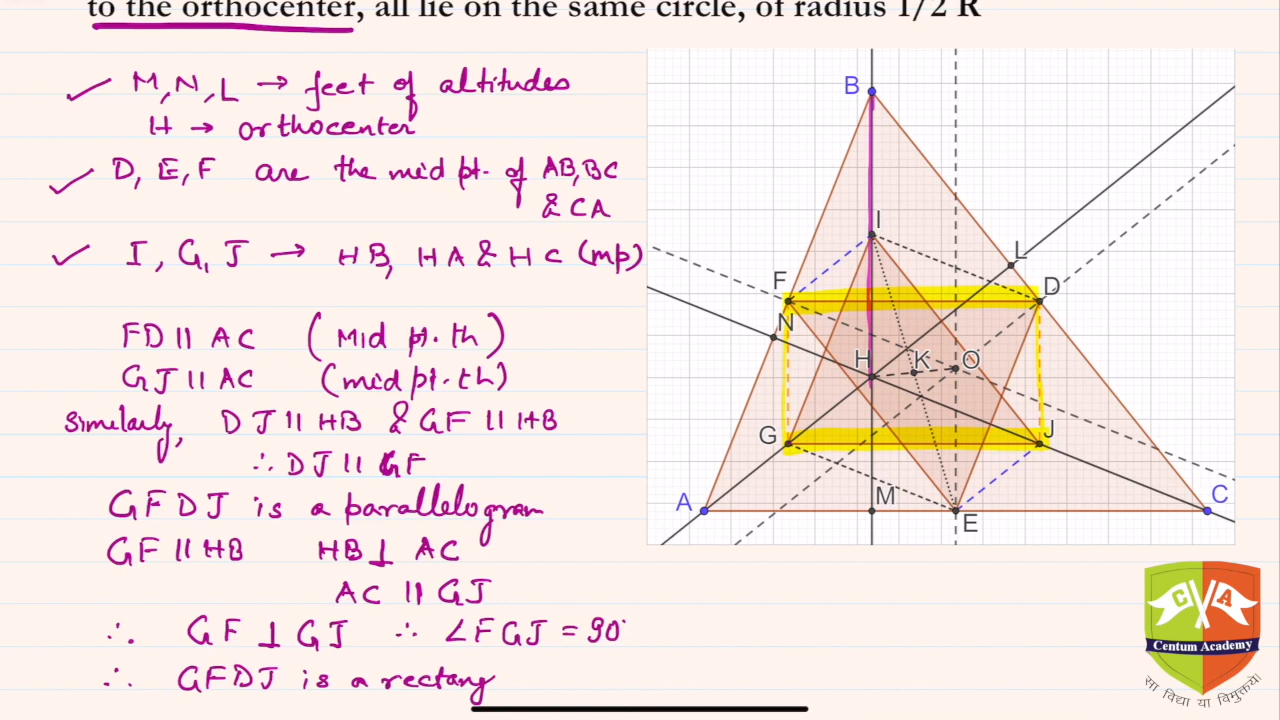 to the orthocenter, all lie on the same circle, of radius 1/2 R
M, N, L → feet of altitudes
H → orthocenter
D, E, F are the mid pt. of AB, BC
& CA
I, G, J → HB, HA & HC (mp)
FD || AC (Mid pt. th)
GJ || AC (mid pt. th)
Similarly, DJ || HB & GF || HB
∴ DJ || GF
GFDJ is a parallelogram
GF || HB HB ⊥ AC
AC || GJ
∴ GF ⊥ GJ ∴ ∠FGJ = 90°
∴ GFDJ is a rectang
B
I
L
F
D
N
H
K
O
G
J
A
M
E
C
C A
Centum Academy
सा विद्या या विमुक्तये